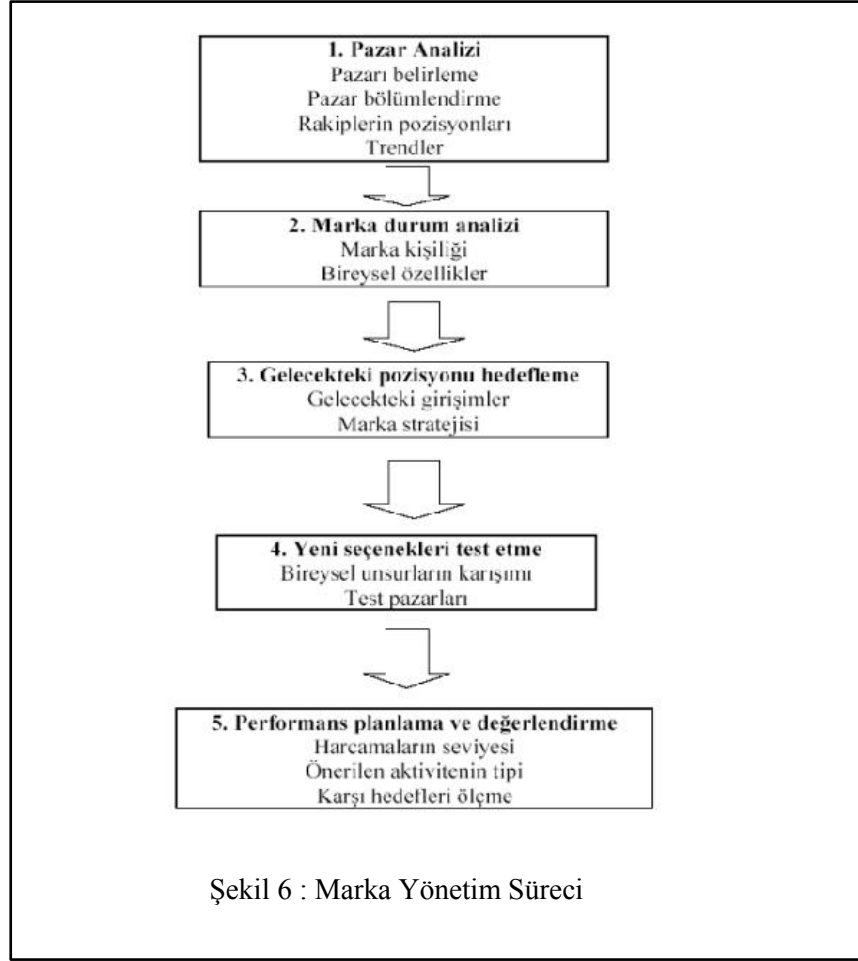 1. Pazar Analizi
Pazarı belirleme
Pazar bölümlendirme
Rakiplerin pozisyonları
Trendler
2. Marka durum analizi
Marka kişiliği
Bireysel özellikler
3. Gelecekteki pozisyonu hedefleme
Gelecekteki girişimler
Marka stratejisi
4. Yeni seçenekleri test etme
Bireysel unsurların karışımı
Test pazarları
5. Performans planlama ve değerlendirme
Harcamaların seviyesi
Önerilen aktivitenin tipi
Karşı hedefleri ölçme
Şekil 6 : Marka Yönetim Süreci